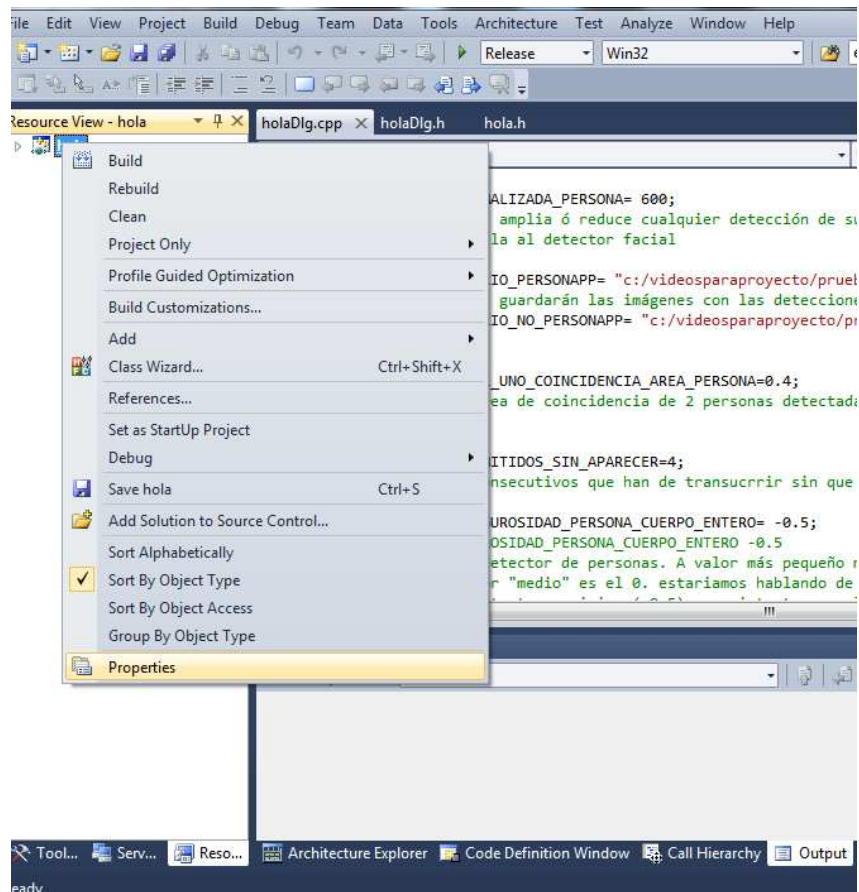 File Edit View Project Build Debug Team Data Tools Architecture Test Analyze Window Help
Release Win32
Resource View - hola
holaDlg.cpp holaDlg.h hola.h
Build
Rebuild
Clean
Project Only
Profile Guided Optimization
Build Customizations...
Add
Class Wizard... Ctrl+Shift+X
References...
Set as StartUp Project
Debug
Save hola Ctrl+S
Add Solution to Source Control...
Sort Alphabetically
Sort By Object Type
Sort By Object Access
Group By Object Type
Properties
ALIZADA_PERSONA= 600;
amplia ó reduce cualquier detección de su
la al detector facial
IO_PERSONAPP= "c:/videosparaproyecto/prueb
guardarán las imágenes con las deteccione
IO_NO_PERSONAPP= "c:/videosparaproyecto/pr
_UNO_COINCIDENCIA_AREA_PERSONA=0.4;
ea de coincidencia de 2 personas detectada
ITIDOS_SIN_APARECER=4;
nsecutivos que han de transucrrir sin que
UROSIDAD_PERSONA_CUERPO_ENTERO= -0.5;
OSIDAD_PERSONA_CUERPO_ENTERO -0.5
etector de personas. A valor más pequeño
r "medio" es el 0. estariamos hablando de
Tool... Serv... Reso... Architecture Explorer Code Definition Window Call Hierarchy Output
eady